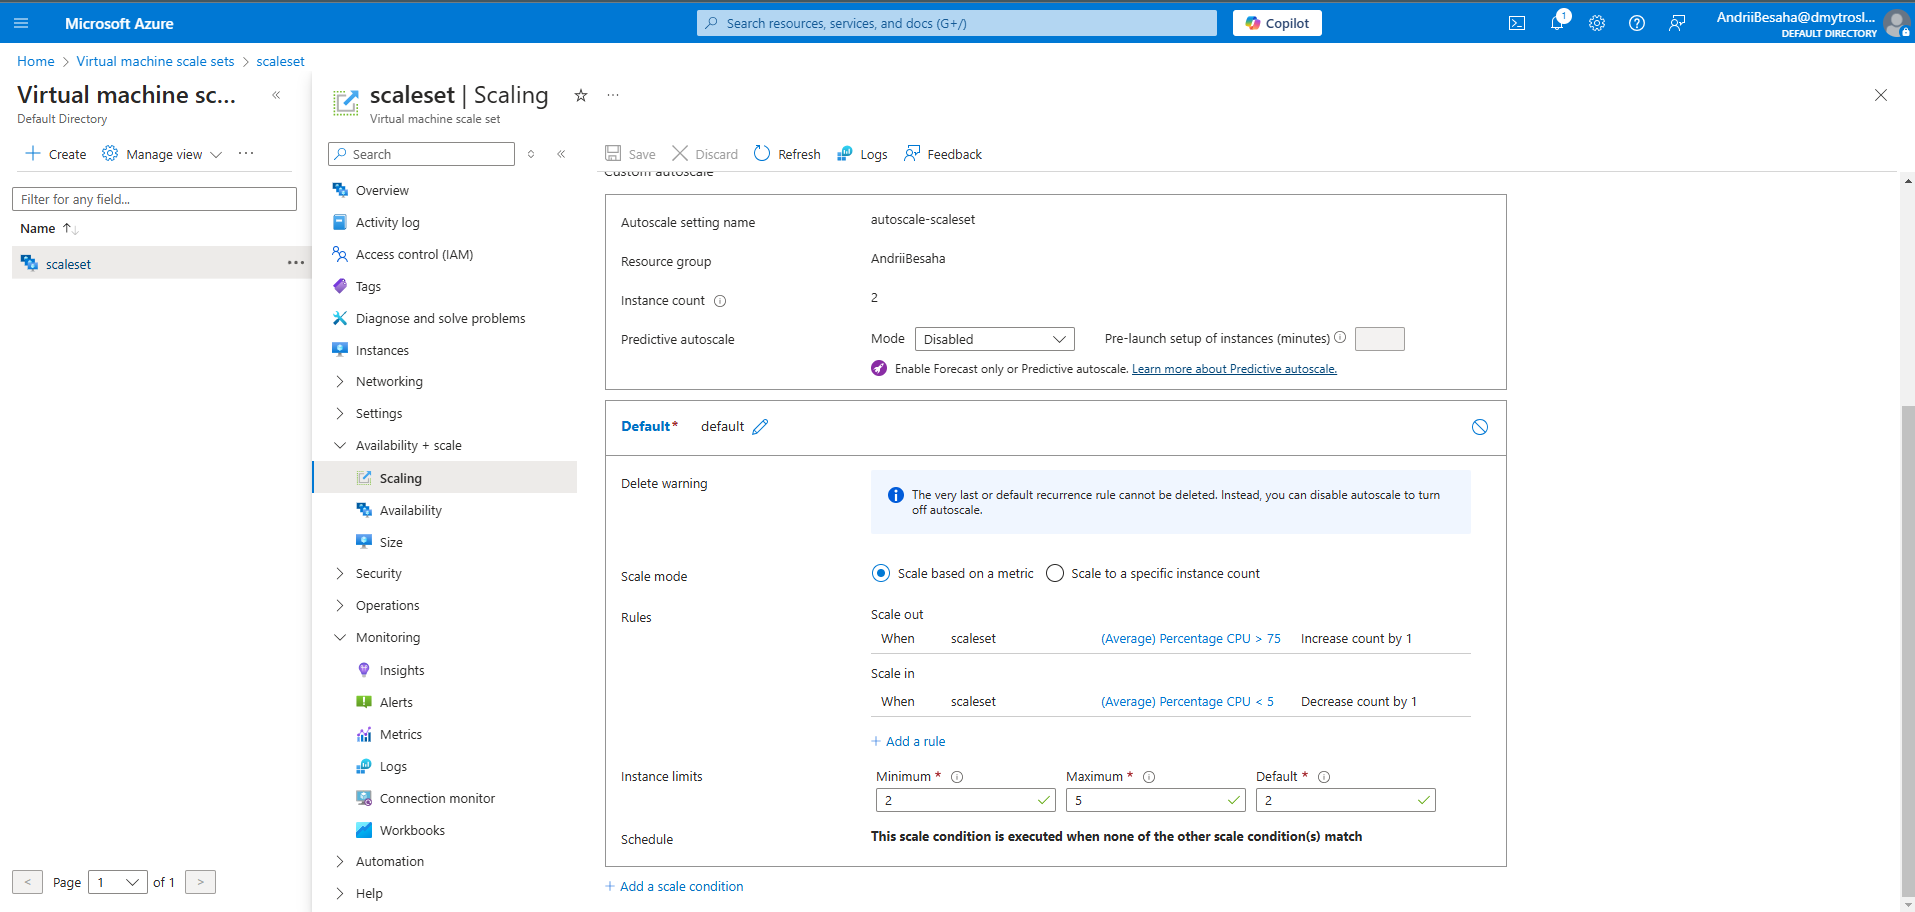 Microsoft Azure
Search resources, services, and docs (G+/)
Copilot
1
AndriiBesaha@dmytrosl...
DEFAULT DIRECTORY
Home > Virtual machine scale sets > scaleset
Virtual machine sc...
Default Directory
Create
Manage view
Filter for any field...
Name
scaleset
Page 1 of 1
scaleset | Scaling
Virtual machine scale set
Search
Overview
Activity log
Access control (IAM)
Tags
Diagnose and solve problems
Instances
Networking
Settings
Availability + scale
Scaling
Availability
Size
Security
Operations
Monitoring
Insights
Alerts
Metrics
Logs
Connection monitor
Workbooks
Automation
Help
Save
Discard
Refresh
Logs
Feedback
Custom autoscale
Autoscale setting name autoscale-scaleset
Resource group AndriiBesaha
Instance count 2
Predictive autoscale Mode Disabled Pre-launch setup of instances (minutes)
Enable Forecast only or Predictive autoscale. Learn more about Predictive autoscale.
Default* default
Delete warning
The very last or default recurrence rule cannot be deleted. Instead, you can disable autoscale to turn
off autoscale.
Scale mode Scale based on a metric Scale to a specific instance count
Rules
Scale out
When scaleset (Average) Percentage CPU > 75 Increase count by 1
Scale in
When scaleset (Average) Percentage CPU < 5 Decrease count by 1
+ Add a rule
Instance limits Minimum * Maximum * Default *
2 5 2
Schedule This scale condition is executed when none of the other scale condition(s) match
+ Add a scale condition